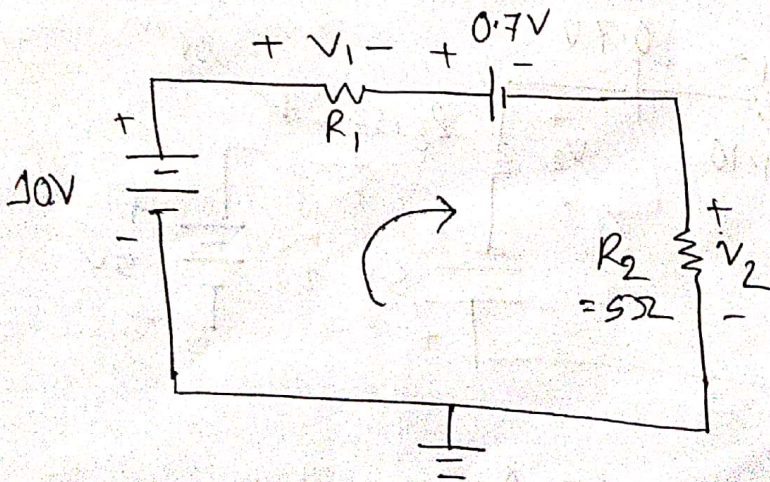 + V₁ - + 0.7V -
R₁
+
10V
-
R₂
= 5Ω
+
V₂
-